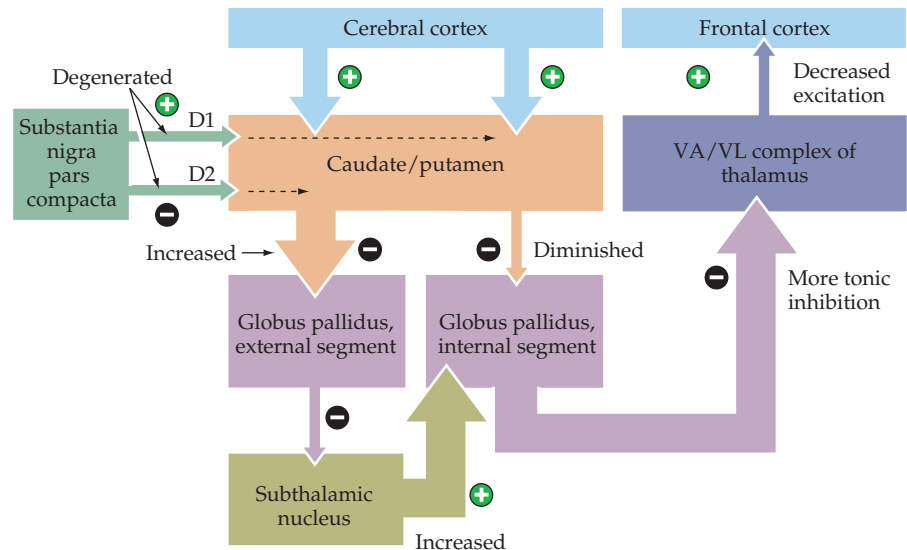 Cerebral cortex
Frontal cortex
Degenerated
+
+
+
+
Decreased
excitation
Substantia
nigra
pars
compacta
D1
D2
Caudate/putamen
VA/VL complex of
thalamus
−
Increased
−
−
Diminished
−
More tonic
inhibition
Globus pallidus,
external segment
Globus pallidus,
internal segment
−
Subthalamic
nucleus
+
Increased